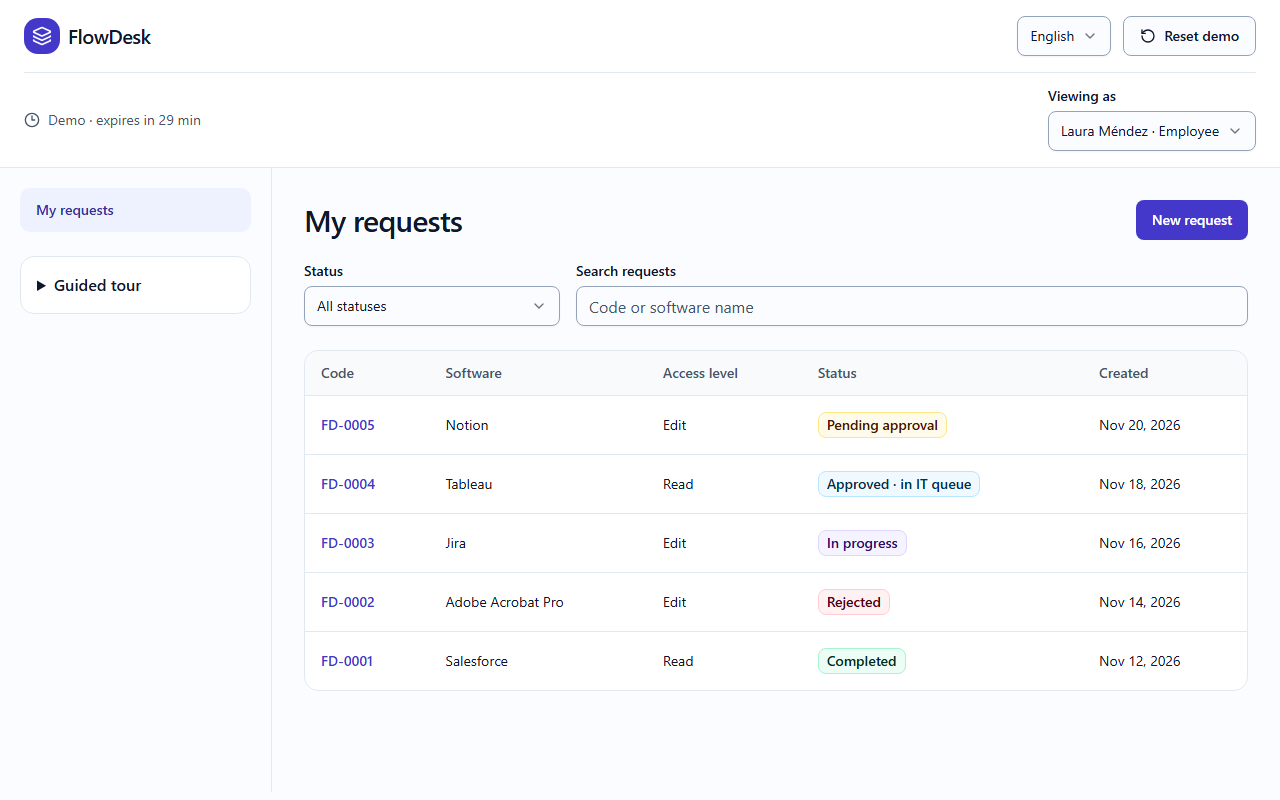 FlowDesk
English
Reset demo
Demo · expires in 29 min
Viewing as
Laura Méndez · Employee
My requests
Guided tour
My requests
New request
Status
Search requests
All statuses
Code or software name
Code Software Access level Status Created
FD-0005 Notion Edit Pending approval Nov 20, 2026
FD-0004 Tableau Read Approved · in IT queue Nov 18, 2026
FD-0003 Jira Edit In progress Nov 16, 2026
FD-0002 Adobe Acrobat Pro Edit Rejected Nov 14, 2026
FD-0001 Salesforce Read Completed Nov 12, 2026